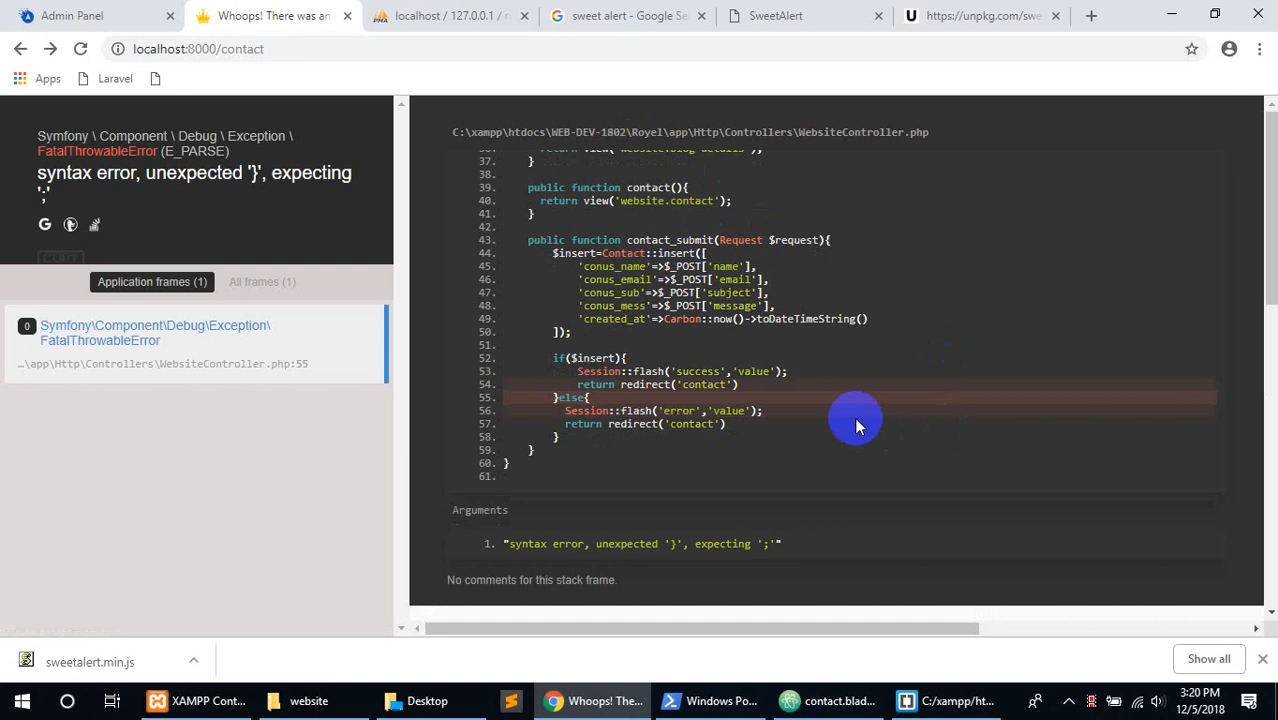 Admin Panel
Whoops! There was an
localhost / 127.0.0.1 / r
sweet alert - Google Se
SweetAlert
https://unpkg.com/swe
localhost:8000/contact
Apps
Laravel
Symfony \ Component \ Debug \ Exception \
FatalThrowableError (E_PARSE)
syntax error, unexpected '}', expecting
';'
COPY
Application frames (1)
All frames (1)
0
Symfony\Component\Debug\Exception\
FatalThrowableError
…\app\Http\Controllers\WebsiteController.php:55
C:\xampp\htdocs\WEB-DEV-1802\Royel\app\Http\Controllers\WebsiteController.php
36. return view('website.blog-details');
37. }
38.
39. public function contact(){
40. return view('website.contact');
41. }
42.
43. public function contact_submit(Request $request){
44. $insert=Contact::insert([
45. 'conus_name'=>$_POST['name'],
46. 'conus_email'=>$_POST['email'],
47. 'conus_sub'=>$_POST['subject'],
48. 'conus_mess'=>$_POST['message'],
49. 'created_at'=>Carbon::now()->toDateTimeString()
50. ]);
51.
52. if($insert){
53. Session::flash('success','value');
54. return redirect('contact')
55. }else{
56. Session::flash('error','value');
57. return redirect('contact')
58. }
59. }
60. }
61.
Arguments
1. "syntax error, unexpected '}', expecting ';'"
No comments for this stack frame.
sweetalert.min.js
Show all
XAMPP Cont...
website
Desktop
Whoops! The...
Windows Po...
contact.blad...
C:/xampp/ht...
3:20 PM
12/5/2018